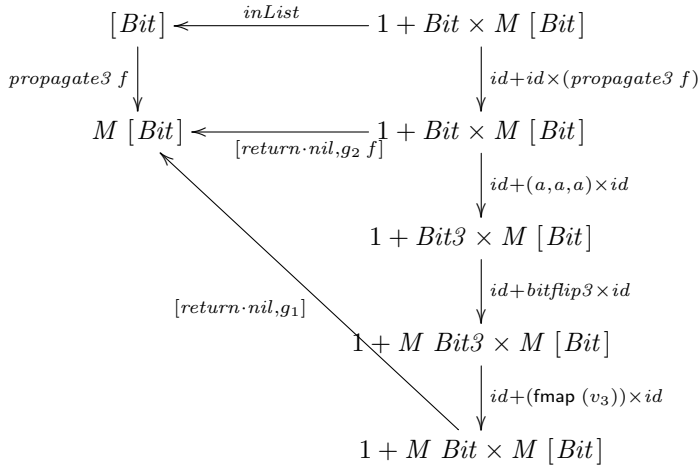 [Bit] inList 1 + Bit × M [Bit]
propagate3 f id+id×(propagate3 f)
M [Bit] [return·nil,g₂ f] 1 + Bit × M [Bit]
id+(a,a,a)×id
1 + Bit3 × M [Bit]
[return·nil,g₁] id+bitflip3×id
1 + M Bit3 × M [Bit]
id+(fmap (v₃))×id
1 + M Bit × M [Bit]